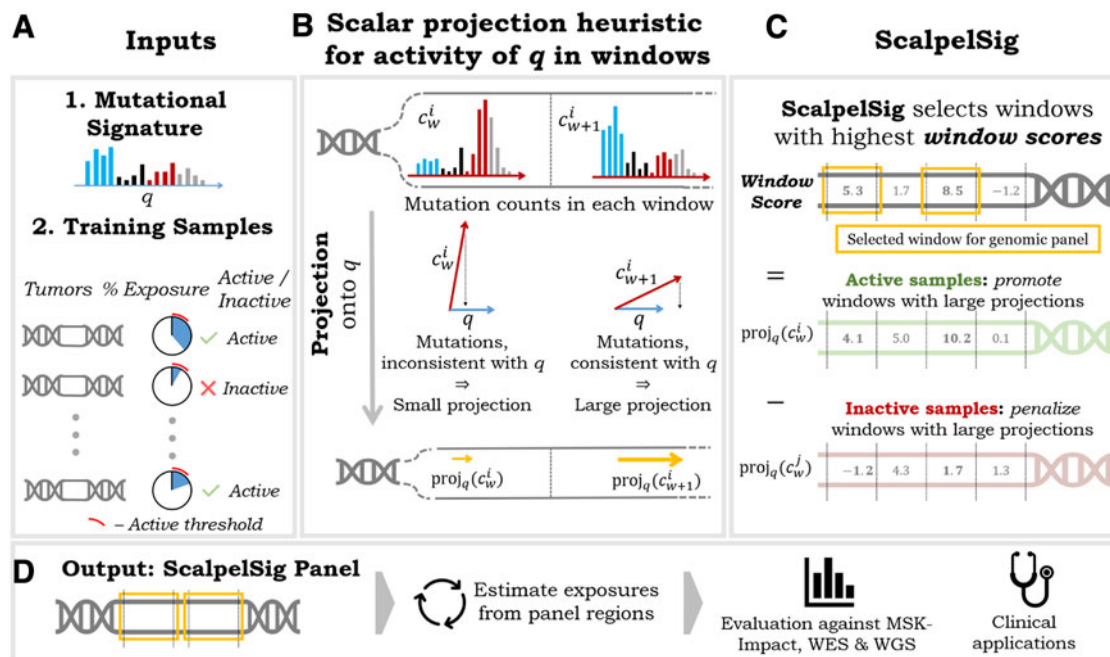 A
Inputs
1. Mutational
Signature
q
2. Training Samples
Tumors % Exposure Active /
Inactive
Active
Inactive
Active
– Active threshold
B
Scalar projection heuristic
for activity of q in windows
c_w^i
c_{w+1}^i
Mutation counts in each window
Projection
onto q
c_w^i
q
Mutations,
inconsistent with q
⇒
Small projection
c_{w+1}^i
q
Mutations,
consistent with q
⇒
Large projection
proj_q(c_w^i)
proj_q(c_{w+1}^i)
C
ScalpelSig
ScalpelSig selects windows
with highest window scores
Window
Score
5.3 1.7 8.5 −1.2
Selected window for genomic panel
=
Active samples: promote
windows with large projections
proj_q(c_w^i) 4.1 5.0 10.2 0.1
−
Inactive samples: penalize
windows with large projections
proj_q(c_w^j) −1.2 4.3 1.7 1.3
D
Output: ScalpelSig Panel
Estimate exposures
from panel regions
Evaluation against MSK-
Impact, WES & WGS
Clinical
applications